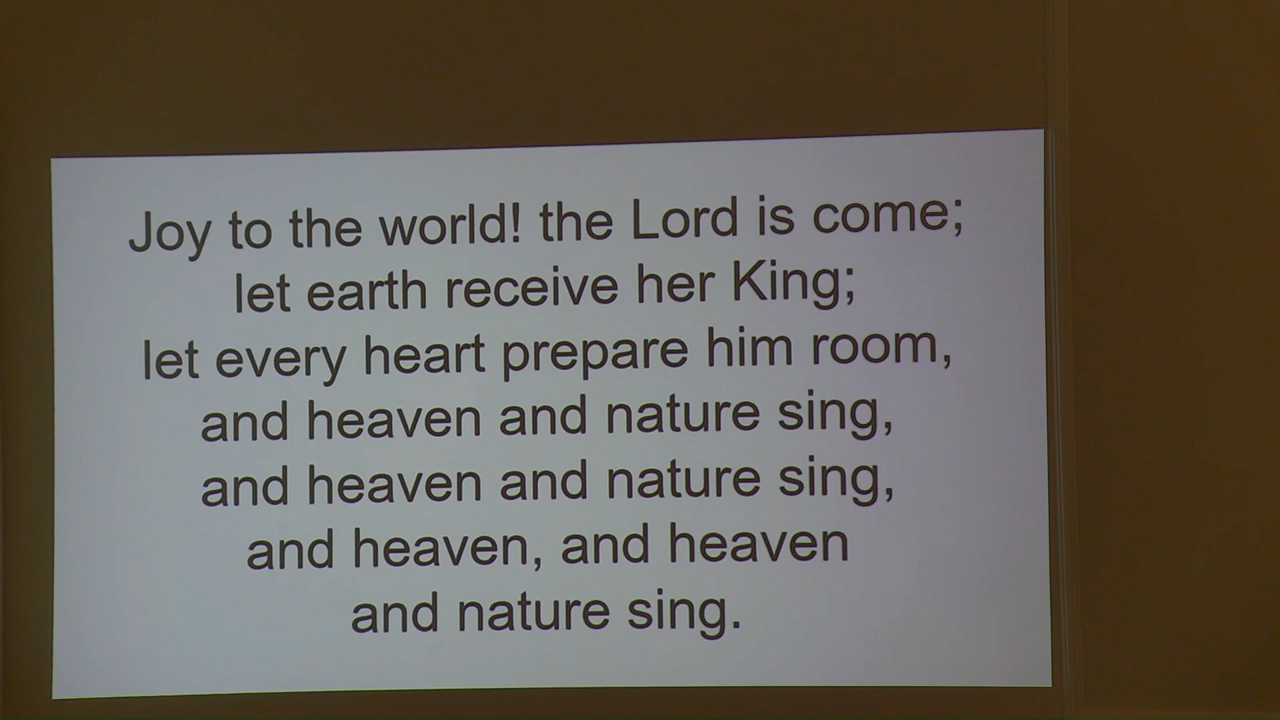 Joy to the world! the Lord is come;
let earth receive her King;
let every heart prepare him room,
and heaven and nature sing,
and heaven and nature sing,
and heaven, and heaven
and nature sing.